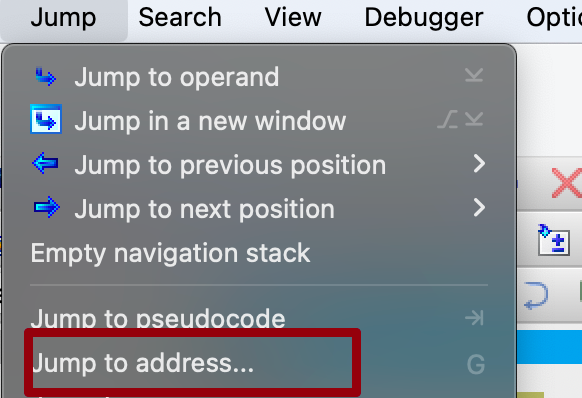 Jump Search View Debugger
Jump to operand
Jump in a new window
Jump to previous position
Jump to next position
Empty navigation stack
Jump to pseudocode
Jump to address... G